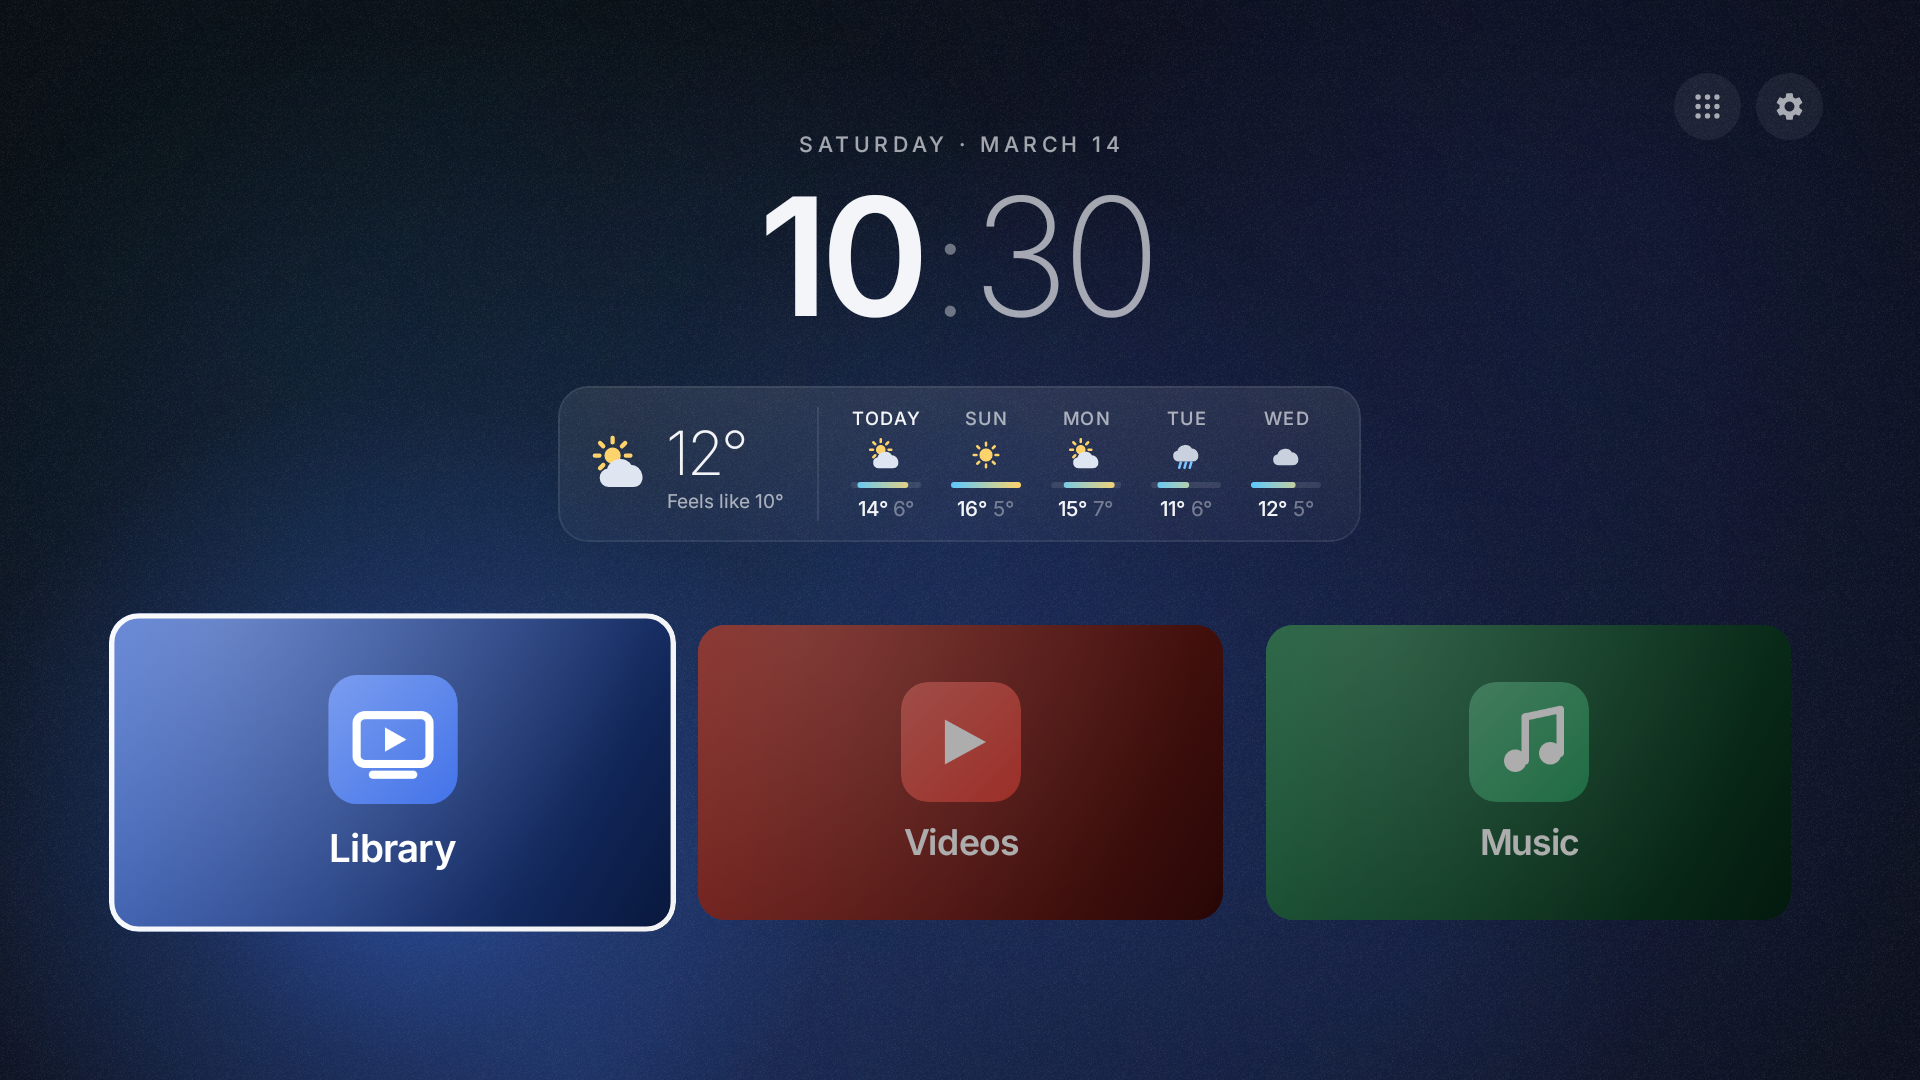 SATURDAY · MARCH 14
10:30
12°
Feels like 10°
TODAY SUN MON TUE WED
14° 6° 16° 5° 15° 7° 11° 6° 12° 5°
Library
Videos
Music